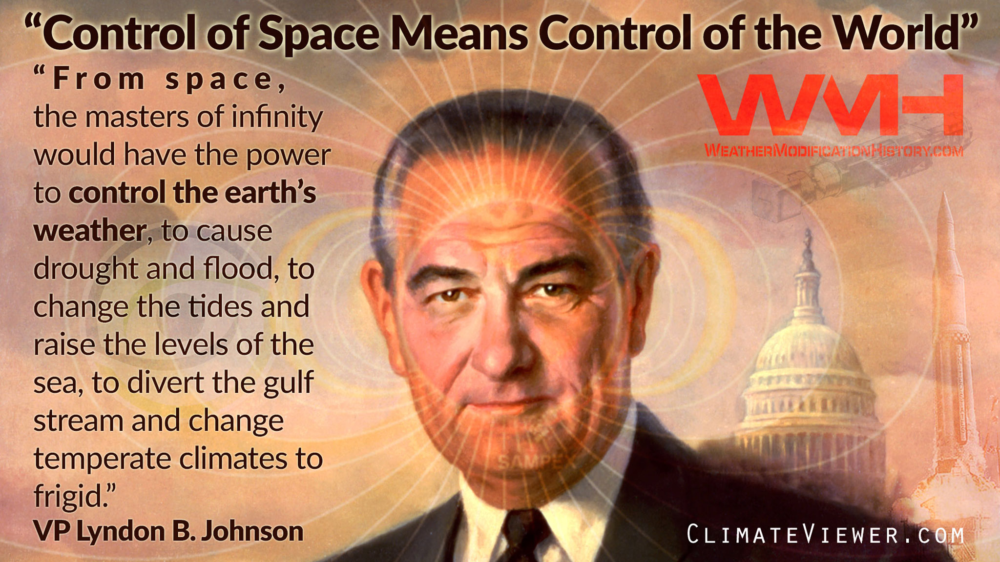 “Control of Space Means Control of the World”
“From space,
the masters of infinity
would have the power
to control the earth’s
weather, to cause
drought and flood, to
change the tides and
raise the levels of the
sea, to divert the gulf
stream and change
temperate climates to
frigid.”
VP Lyndon B. Johnson
WMH
WEATHERMODIFICATIONHISTORY.COM
SAMPEX
CLIMATEVIEWER.COM